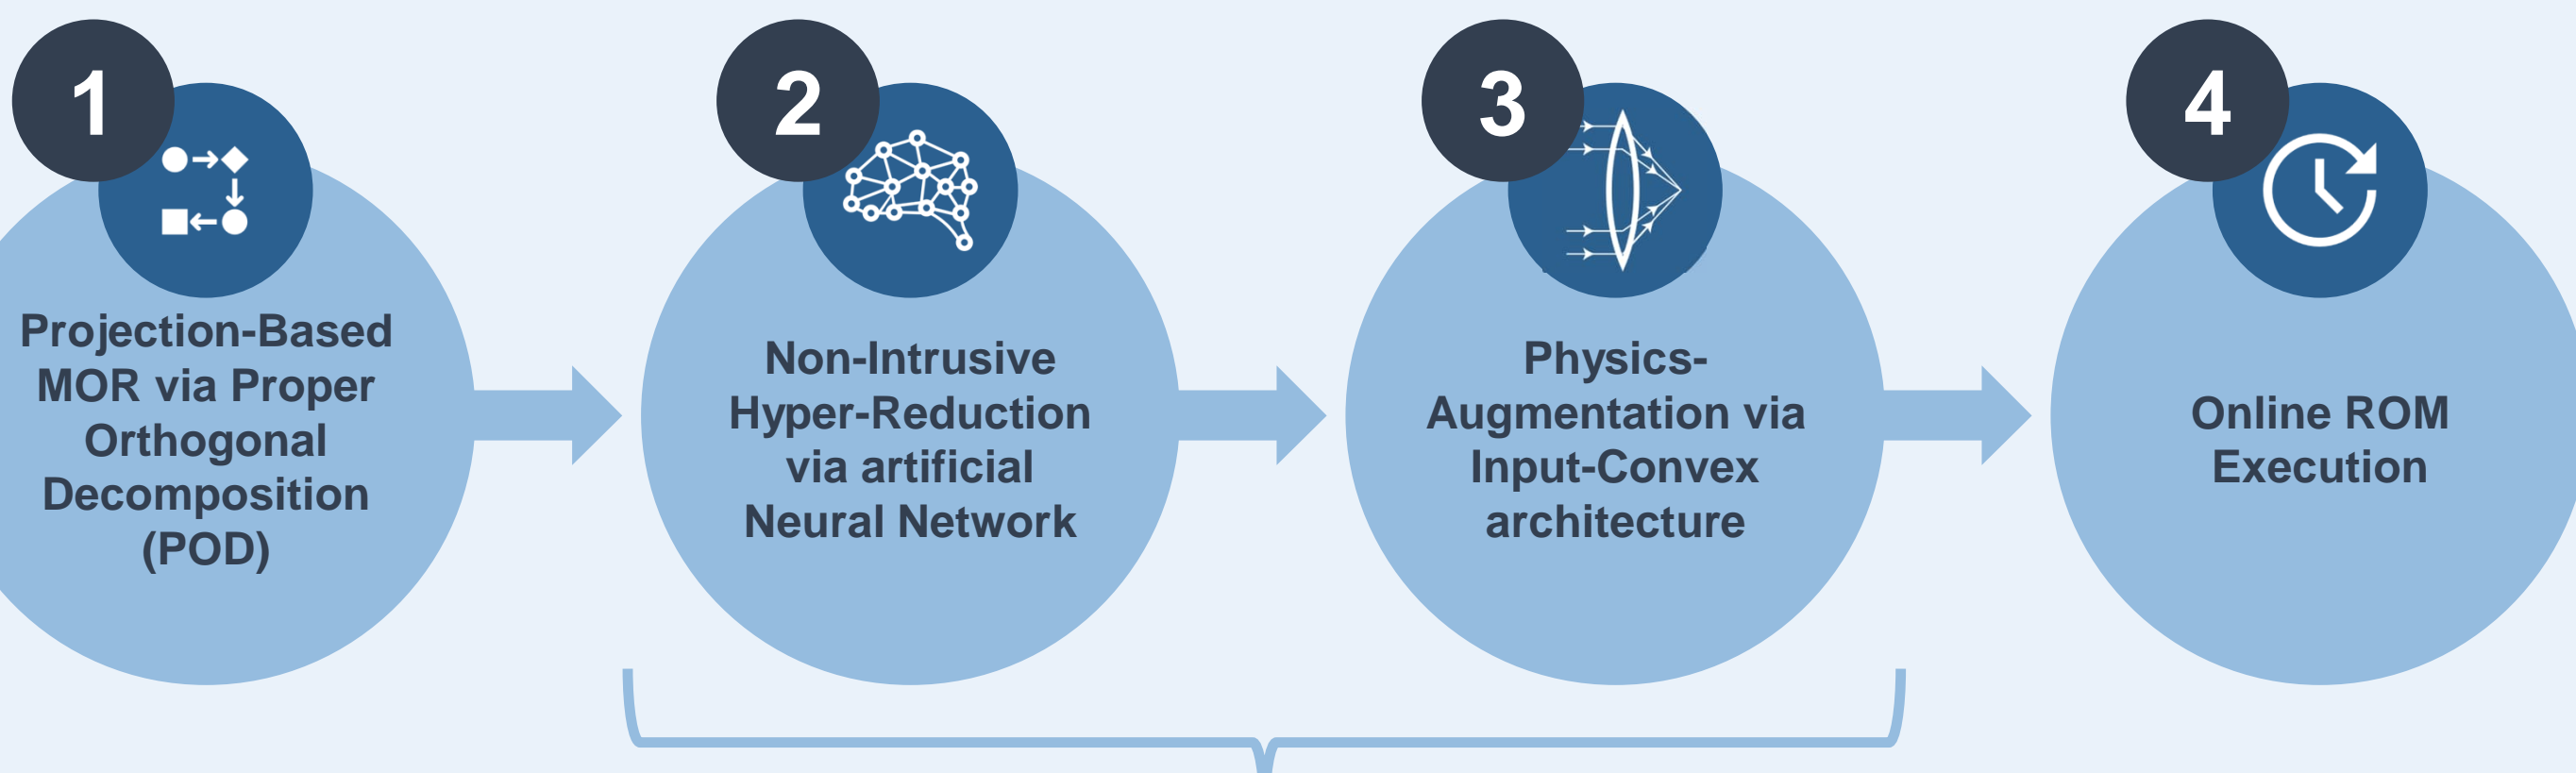 1
Projection-Based
MOR via Proper
Orthogonal
Decomposition
(POD)
2
Non-Intrusive
Hyper-Reduction
via artificial
Neural Network
3
Physics-
Augmentation via
Input-Convex
architecture
4
Online ROM
Execution